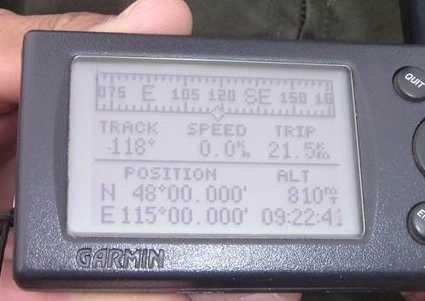 075 E 105 120 SE 150 16
TRACK SPEED TRIP
118° 0.0 21.5
POSITION ALT
N 48°00.000' 810
E 115°00.000' 09:22:4
GARMIN
QUIT